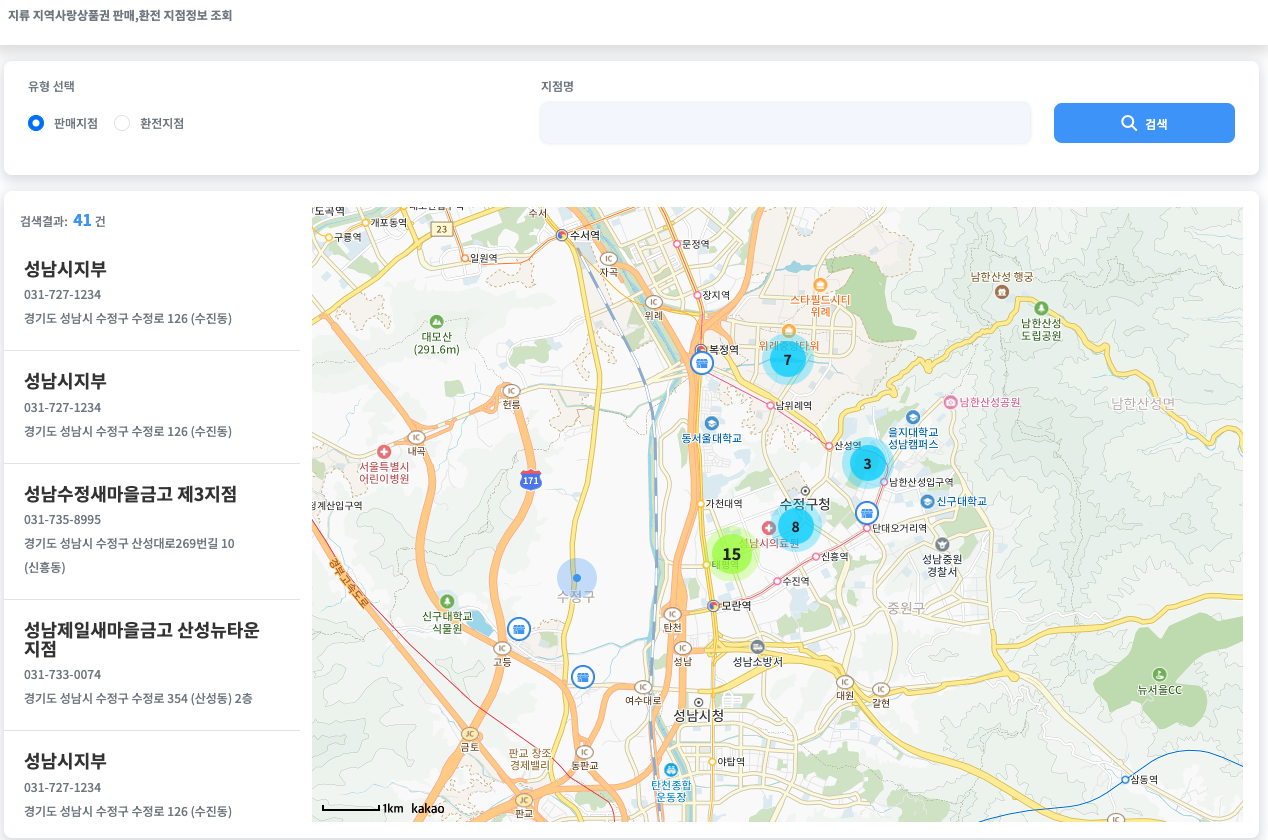 지류 지역사랑상품권 판매,환전 지점정보 조회
유형 선택
지점명
판매지점
환전지점
검색
검색결과: 41 건
성남시지부
031-727-1234
경기도 성남시 수정구 수정로 126 (수진동)
성남시지부
031-727-1234
경기도 성남시 수정구 수정로 126 (수진동)
성남수정새마을금고 제3지점
031-735-8995
경기도 성남시 수정구 산성대로269번길 10
(신흥동)
성남제일새마을금고 산성뉴타운
지점
031-733-0074
경기도 성남시 수정구 수정로 354 (산성동) 2층
성남시지부
031-727-1234
경기도 성남시 수정구 수정로 126 (수진동)
도곡역
개포동역
구룡역
23
수서
수서역
일원역
IC
자곡
문정역
장지역
IC
위례
대모산
(291.6m)
스타필드시티
위례
남한산성 행궁
남한산성
도립공원
복정역
7
IC
헌릉
남위례역
남한산성공원
남한산성면
동서울대학교
을지대학교
성남캠퍼스
IC
내곡
산성역
서울특별시
어린이병원
3
171
남한산성입구역
신구대학교
수정구청
가천대역
8
단대오거리역
성남시의료원
15
태평역
신흥역
성남중원
경찰서
경부고속도로
수정구
수진역
신구대학교
식물원
모란역
중원구
IC
탄천
IC
고등
IC
성남
성남소방서
IC
여수대로
IC
대원
IC
갈현
뉴서울CC
성남시청
JC
금토
판교 창조
경제밸리
IC
동판교
야탑역
탄천종합
운동장
삼동역
JC
판교
IC
1km
kakao